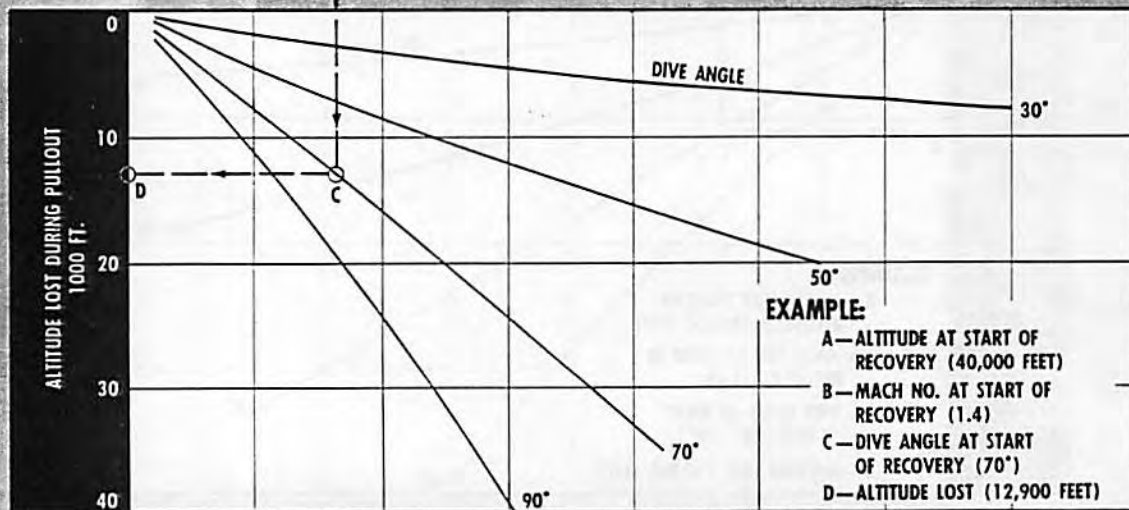 0
10
20
30
40
ALTITUDE LOST DURING PULLOUT
1000 FT.
DIVE ANGLE
30°
50°
70°
90°
C
D
EXAMPLE:
A—ALTITUDE AT START OF
RECOVERY (40,000 FEET)
B—MACH NO. AT START OF
RECOVERY (1.4)
C—DIVE ANGLE AT START
OF RECOVERY (70°)
D—ALTITUDE LOST (12,900 FEET)